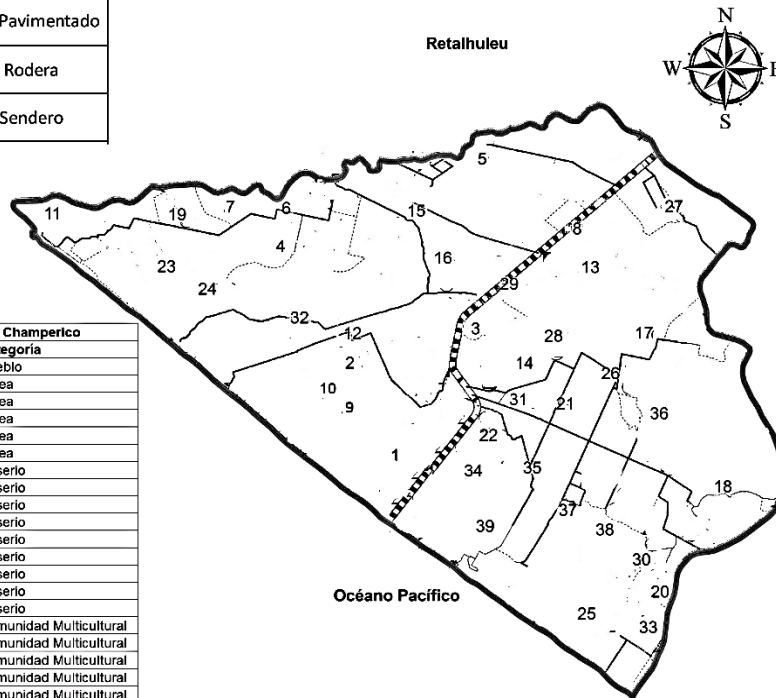 Pavimentado
Rodera
Sendero
Retalhuleu
N
W
E
S
5
27
11
19
7
6
1
15
8
4
16
23
24
13
29
32
12
3
28
17
2
14
26
10
9
31
21
36
22
1
34
35
18
37
39
38
30
20
25
33
Océano Pacífico
Champerico
tegoría
eblo
ea
ea
ea
ea
ea
serio
serio
serio
serio
serio
serio
serio
serio
serio
munidad Multicultural
munidad Multicultural
munidad Multicultural
munidad Multicultural
munidad Multicultural